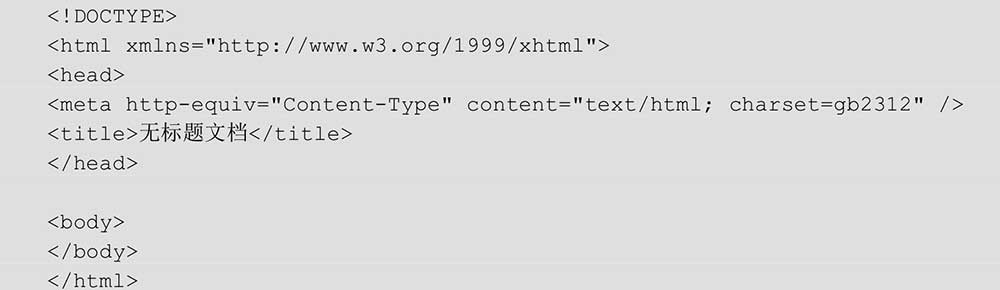 <!DOCTYPE>
<html xmlns="http://www.w3.org/1999/xhtml">
<head>
<meta http-equiv="Content-Type" content="text/html; charset=gb2312" />
<title>无标题文档</title>
</head>
<body>
</body>
</html>